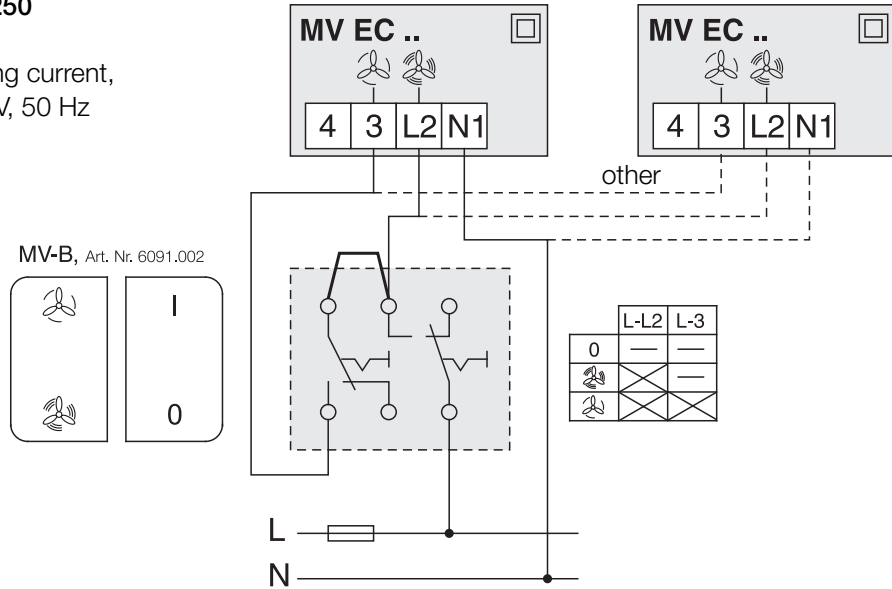 250
ng current,
V, 50 Hz
MV EC ..
4 3 L2 N1
MV EC ..
4 3 L2 N1
other
MV-B, Art. Nr. 6091.002
I
0
L-L2 L-3
0
L
N